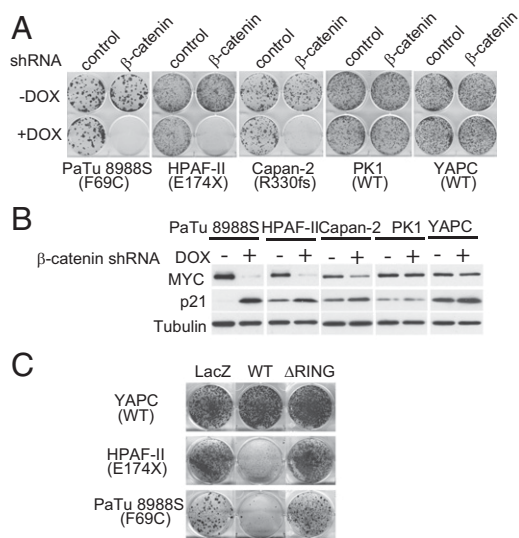 A
shRNA
control β-catenin control β-catenin control β-catenin control β-catenin control β-catenin
-DOX
+DOX
PaTu 8988S HPAF-II Capan-2 PK1 YAPC
(F69C) (E174X) (R330fs) (WT) (WT)
B
PaTu 8988S HPAF-II Capan-2 PK1 YAPC
β-catenin shRNA DOX - + - + - + - + - +
MYC
p21
Tubulin
C
LacZ WT ΔRING
YAPC
(WT)
HPAF-II
(E174X)
PaTu 8988S
(F69C)